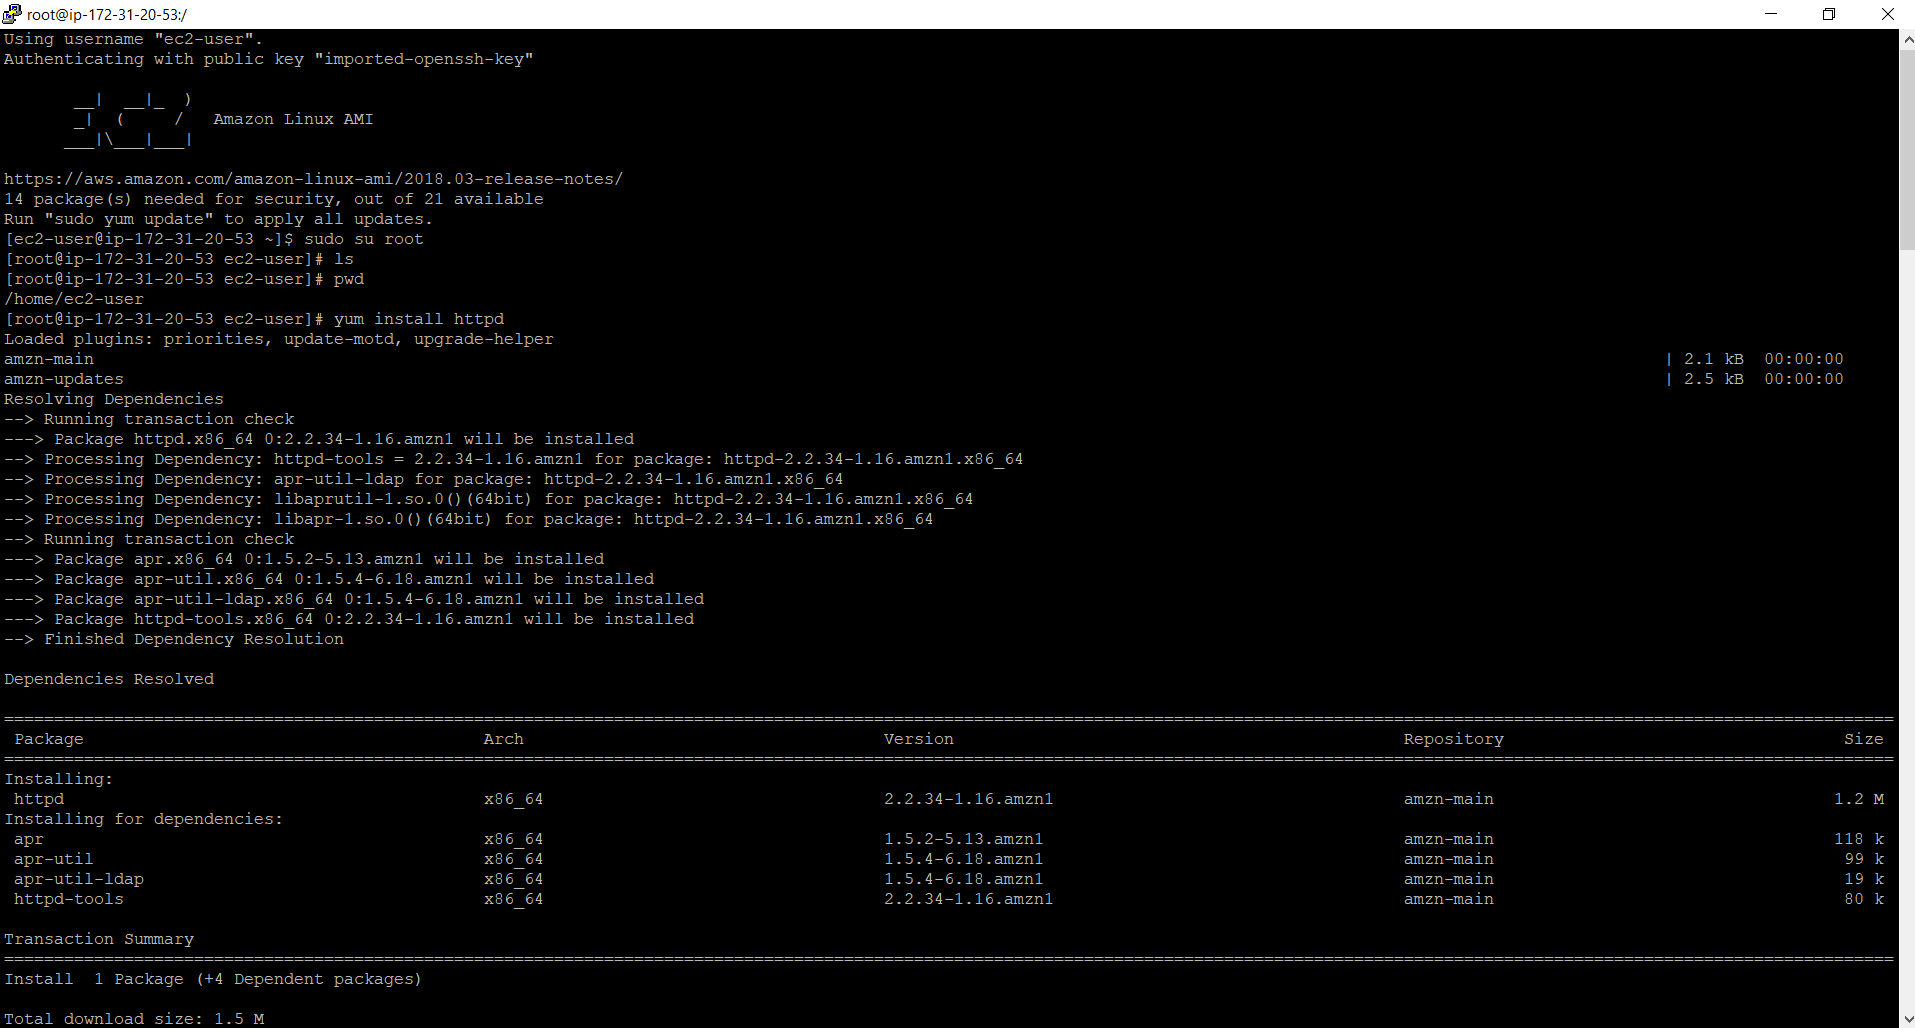 root@ip-172-31-20-53:/
Using username "ec2-user".
Authenticating with public key "imported-openssh-key"
       __|  __|_  )
       _|  (     /   Amazon Linux AMI
      ___|\___|___|
https://aws.amazon.com/amazon-linux-ami/2018.03-release-notes/
14 package(s) needed for security, out of 21 available
Run "sudo yum update" to apply all updates.
[ec2-user@ip-172-31-20-53 ~]$ sudo su root
[root@ip-172-31-20-53 ec2-user]# ls
[root@ip-172-31-20-53 ec2-user]# pwd
/home/ec2-user
[root@ip-172-31-20-53 ec2-user]# yum install httpd
Loaded plugins: priorities, update-motd, upgrade-helper
amzn-main | 2.1 kB  00:00:00
amzn-updates | 2.5 kB  00:00:00
Resolving Dependencies
--> Running transaction check
---> Package httpd.x86_64 0:2.2.34-1.16.amzn1 will be installed
--> Processing Dependency: httpd-tools = 2.2.34-1.16.amzn1 for package: httpd-2.2.34-1.16.amzn1.x86_64
--> Processing Dependency: apr-util-ldap for package: httpd-2.2.34-1.16.amzn1.x86_64
--> Processing Dependency: libaprutil-1.so.0()(64bit) for package: httpd-2.2.34-1.16.amzn1.x86_64
--> Processing Dependency: libapr-1.so.0()(64bit) for package: httpd-2.2.34-1.16.amzn1.x86_64
--> Running transaction check
---> Package apr.x86_64 0:1.5.2-5.13.amzn1 will be installed
---> Package apr-util.x86_64 0:1.5.4-6.18.amzn1 will be installed
---> Package apr-util-ldap.x86_64 0:1.5.4-6.18.amzn1 will be installed
---> Package httpd-tools.x86_64 0:2.2.34-1.16.amzn1 will be installed
--> Finished Dependency Resolution
Dependencies Resolved
Package Arch Version Repository Size
Installing:
httpd x86_64 2.2.34-1.16.amzn1 amzn-main 1.2 M
Installing for dependencies:
apr x86_64 1.5.2-5.13.amzn1 amzn-main 118 k
apr-util x86_64 1.5.4-6.18.amzn1 amzn-main 99 k
apr-util-ldap x86_64 1.5.4-6.18.amzn1 amzn-main 19 k
httpd-tools x86_64 2.2.34-1.16.amzn1 amzn-main 80 k
Transaction Summary
Install  1 Package (+4 Dependent packages)
Total download size: 1.5 M